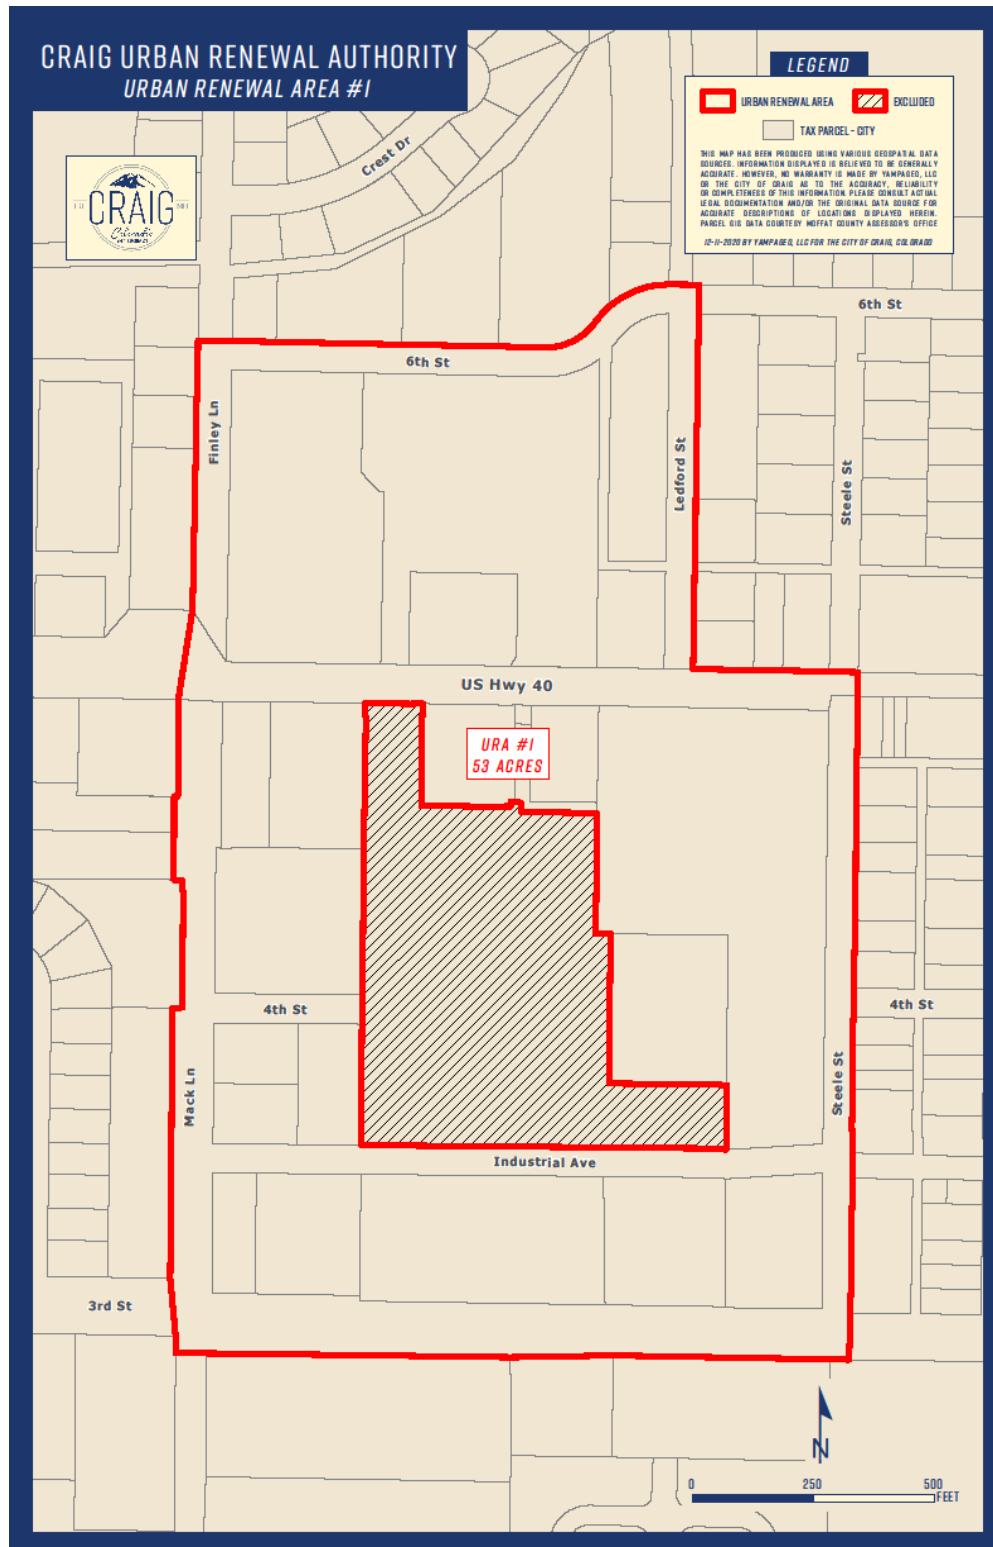 CRAIG URBAN RENEWAL AUTHORITY
URBAN RENEWAL AREA #1
LEGEND
URBAN RENEWAL AREA
EXCLUDED
TAX PARCEL - CITY
THIS MAP HAS BEEN PRODUCED USING VARIOUS GEOSPATIAL DATA
SOURCES. INFORMATION DISPLAYED IS BELIEVED TO BE GENERALLY
ACCURATE. HOWEVER, NO WARRANTY IS MADE BY YAMPAGEO, LLC
OR THE CITY OF CRAIG AS TO THE ACCURACY, RELIABILITY
OR COMPLETENESS OF THIS INFORMATION. PLEASE CONSULT ACTUAL
LEGAL DOCUMENTATION AND/OR THE ORIGINAL DATA SOURCE FOR
ACCURATE DESCRIPTIONS OF LOCATIONS DISPLAYED HEREIN.
PARCEL GIS DATA COURTESY MOFFAT COUNTY ASSESSOR'S OFFICE
12-11-2020 BY YAMPAGEO, LLC FOR THE CITY OF CRAIG, COLORADO
CRAIG
Colorado
Crest Dr
6th St
6th St
Finley Ln
Ledford St
Steele St
US Hwy 40
URA #1
53 ACRES
4th St
4th St
Mack Ln
Steele St
Industrial Ave
3rd St
N
0 250 500
FEET